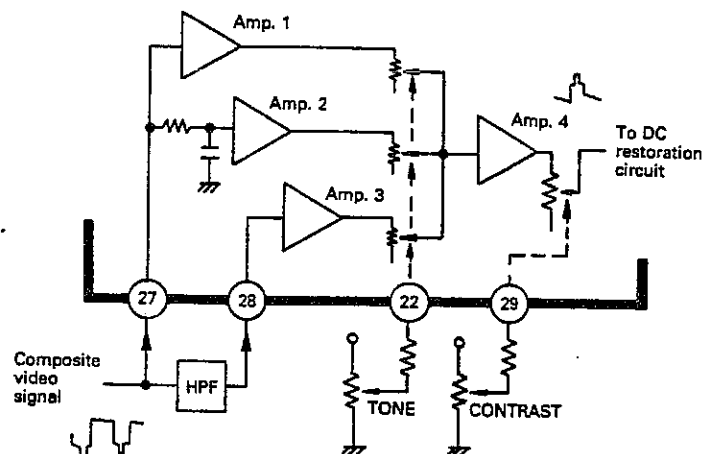 Amp. 1
Amp. 2
Amp. 3
Amp. 4
To DC
restoration
circuit
27
28
22
29
Composite
video
signal
HPF
TONE
CONTRAST